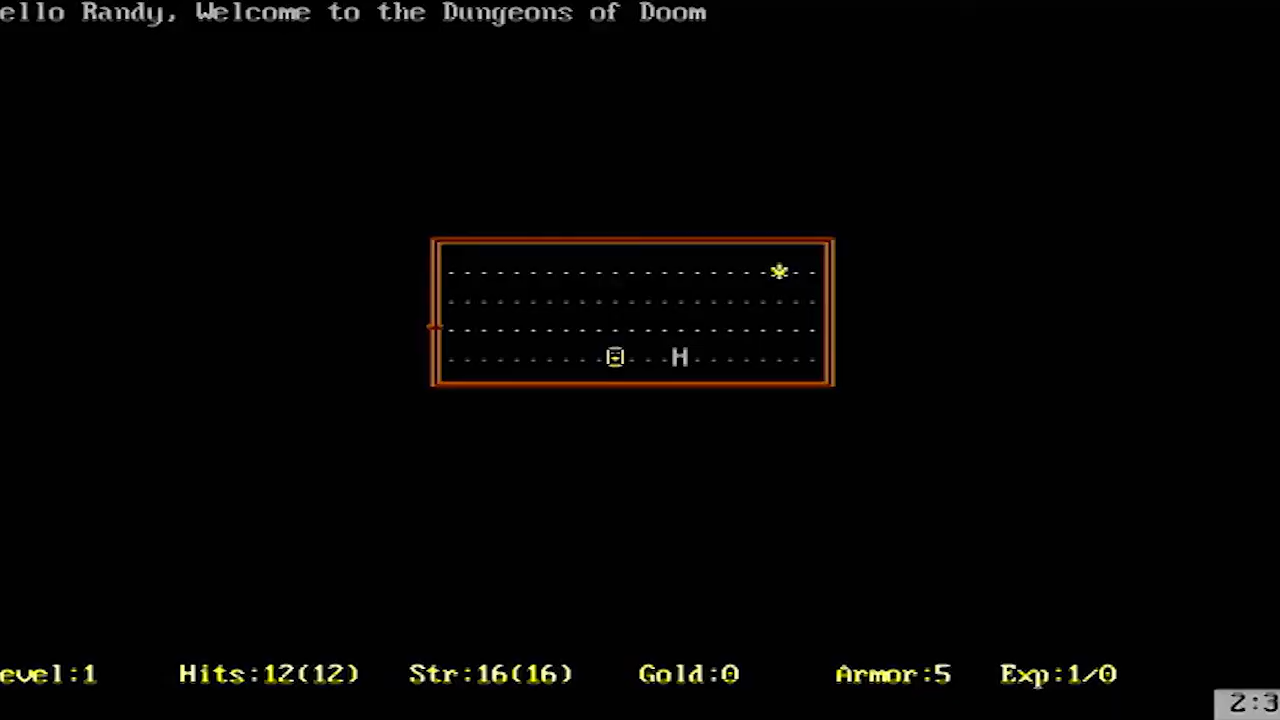 ello Randy, Welcome to the Dungeons of Doom
H
evel:1 Hits:12(12) Str:16(16) Gold:0 Armor:5 Exp:1/0
2:3